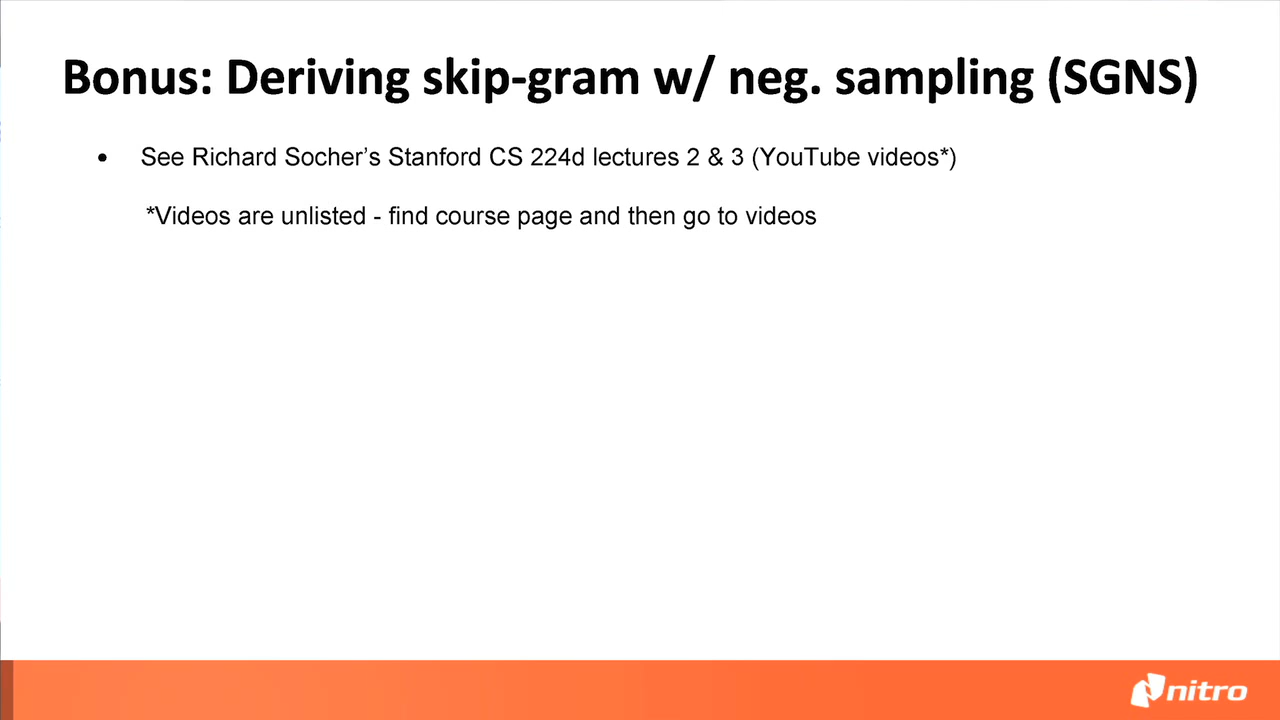 Bonus: Deriving skip-gram w/ neg. sampling (SGNS)
• See Richard Socher’s Stanford CS 224d lectures 2 & 3 (YouTube videos*)
*Videos are unlisted - find course page and then go to videos
nitro